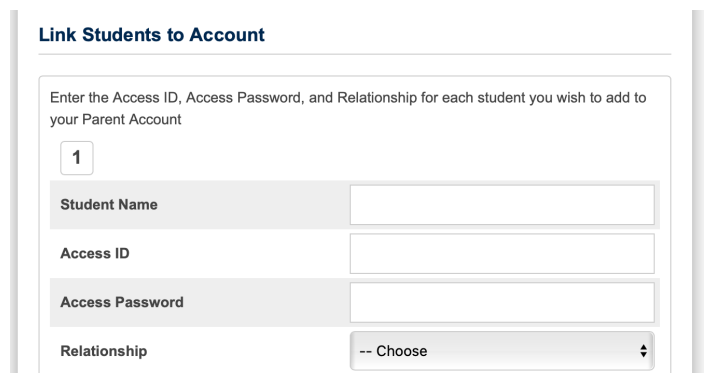 Link Students to Account
Enter the Access ID, Access Password, and Relationship for each student you wish to add to
your Parent Account
1
Student Name
Access ID
Access Password
Relationship
-- Choose